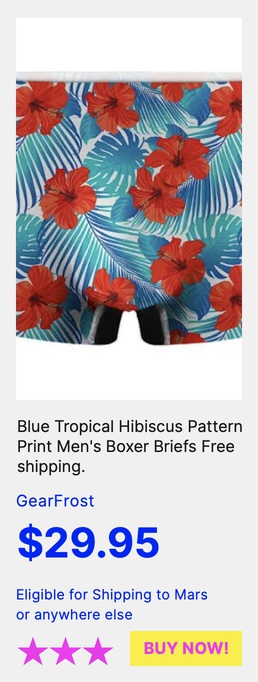 Blue Tropical Hibiscus Pattern
Print Men's Boxer Briefs Free
shipping.
GearFrost
$29.95
Eligible for Shipping to Mars
or anywhere else
BUY NOW!